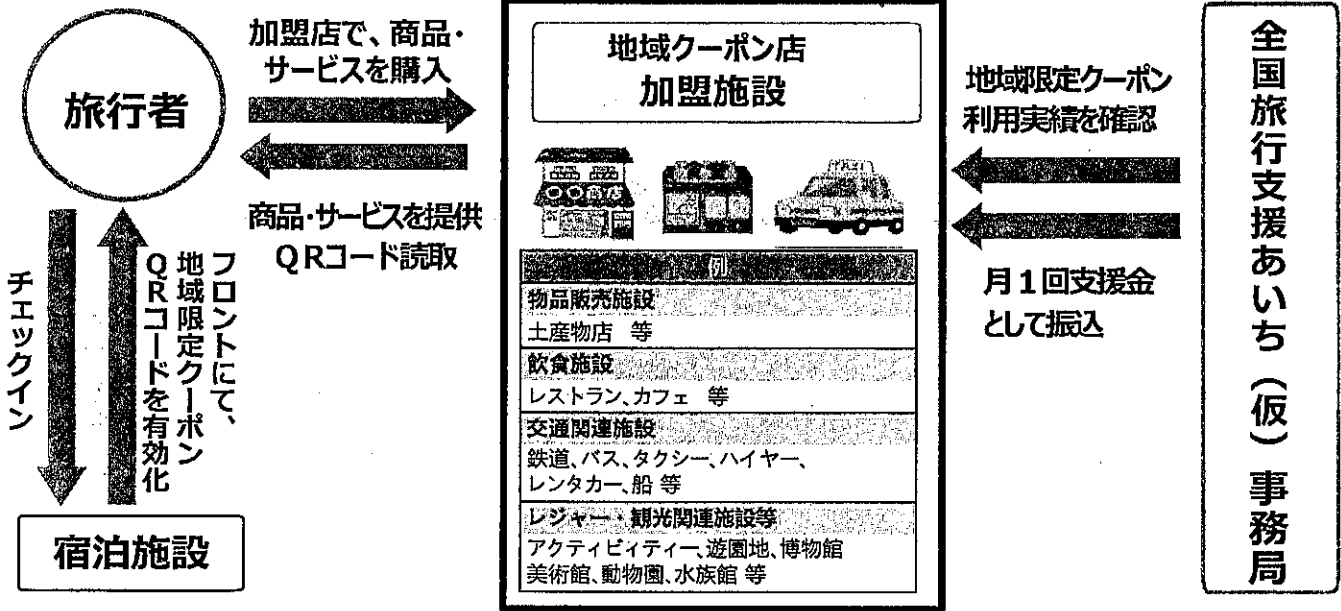 旅行者
加盟店で、商品・
サービスを購入
商品・サービスを提供
QRコード読取
チェックイン
フロントにて、
地域限定クーポン
QRコードを有効化
宿泊施設
地域クーポン店
加盟施設
食堂
例
物品販売施設
土産物店 等
飲食施設
レストラン、カフェ 等
交通関連施設
鉄道、バス、タクシー、ハイヤー、
レンタカー、船 等
レジャー・観光関連施設等
アクティビィティー、遊園地、博物館
美術館、動物園、水族館 等
地域限定クーポン
利用実績を確認
月1回支援金
として振込
全国旅行支援あいち（仮）事務局